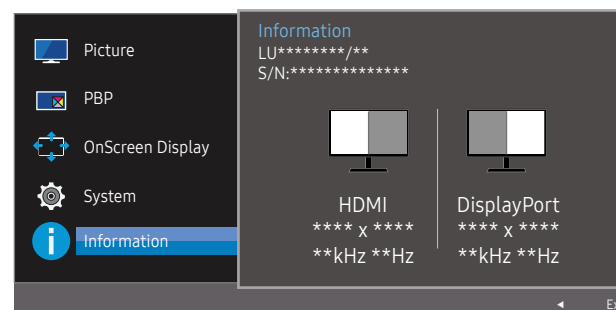 Picture
PBP
OnScreen Display
System
Information
Information
LU********/**
S/N:**************
HDMI
**** x ****
**kHz **Hz
DisplayPort
**** x ****
**kHz **Hz